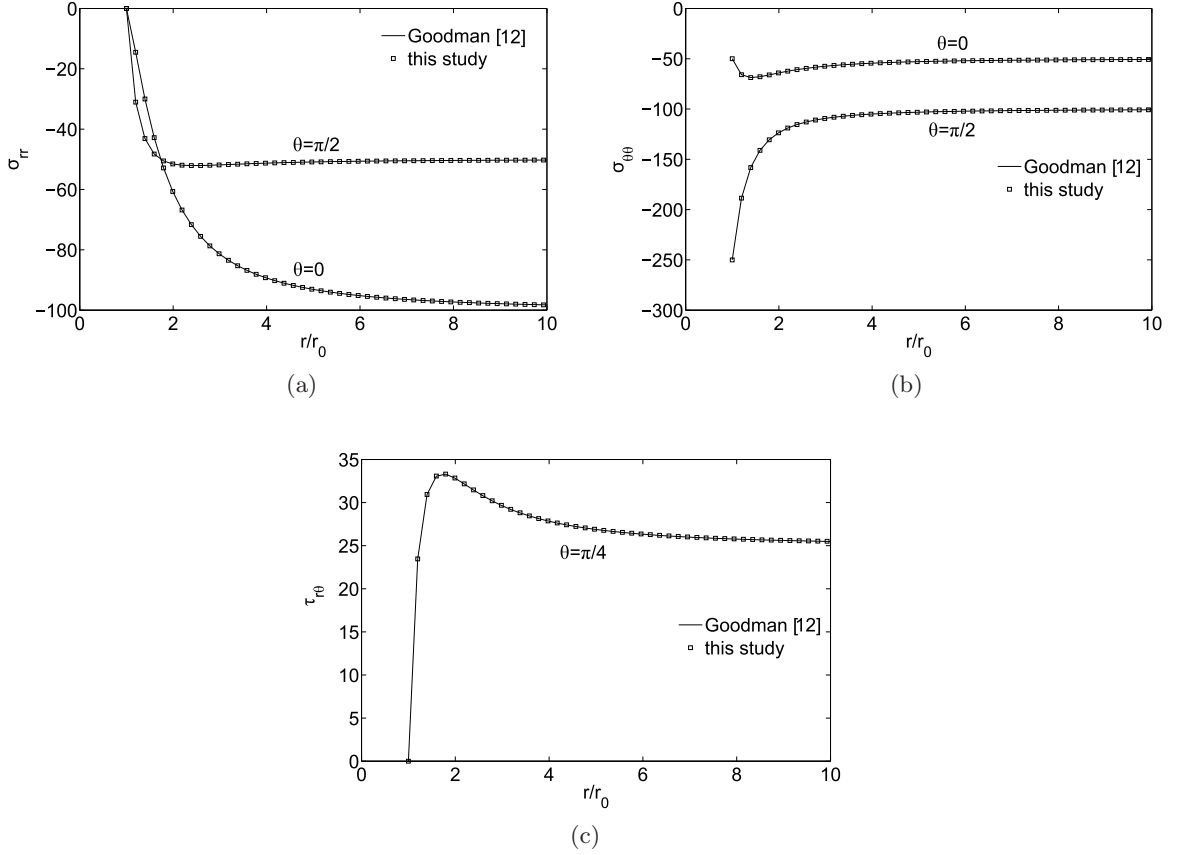 0
−20
−40
−60
−80
−100
σrr
Goodman [12]
this study
θ=π/2
θ=0
0 2 4 6 8 10
r/r0
(a)
0
−50
−100
−150
−200
−250
−300
σθθ
θ=0
θ=π/2
Goodman [12]
this study
0 2 4 6 8 10
r/r0
(b)
35
30
25
20
15
10
5
0
τrθ
θ=π/4
Goodman [12]
this study
0 2 4 6 8 10
r/r0
(c)